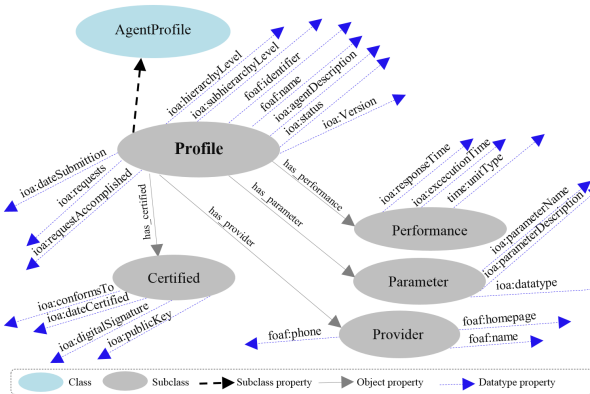 AgentProfile
ioa:hierarchyLevel
ioa:subhierarchyLevel
foaf:identifier
foaf:name
ioa:agentDescription
ioa:status
ioa:Version
Profile
ioa:dateSubmittion
ioa:requests
ioa:requestAccomplished
has_certified
has_provider
has_parameter
has_performance
ioa:responseTime
ioa:excecutionTime
time:unitType
Performance
ioa:parameterName
ioa:parameterDescription
Parameter
ioa:datatype
Certified
ioa:conformsTo
ioa:dateCertified
ioa:digitalSignature
ioa:publicKey
foaf:phone
Provider
foaf:homepage
foaf:name
Class
Subclass
Subclass property
Object property
Datatype property